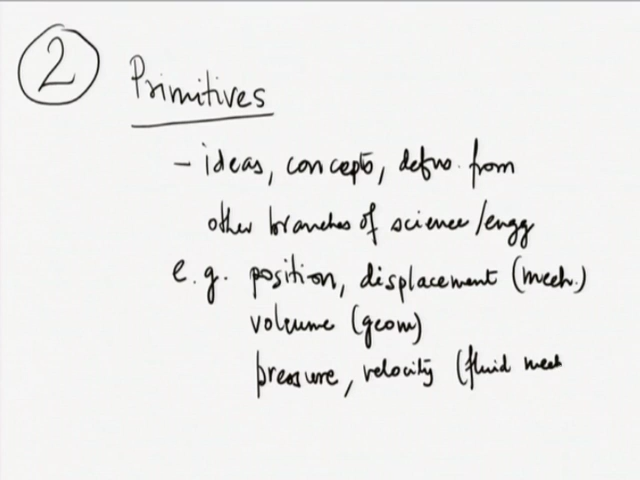 2
Primitives
- ideas, concepts, defns. from
other branches of science/engg
e.g. position, displacement (mech.)
volume (geom)
pressure, velocity (fluid mech